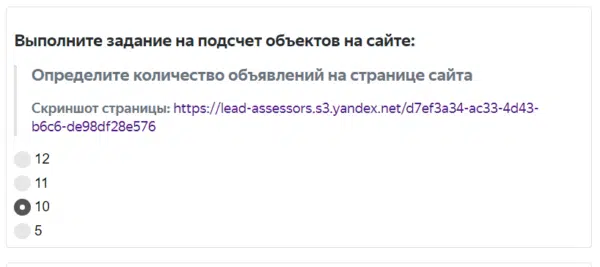 Выполните задание на подсчет объектов на сайте:
Определите количество объявлений на странице сайта
Скриншот страницы: https://lead-assessors.s3.yandex.net/d7ef3a34-ac33-4d43-
b6c6-de98df28e576
12
11
10
5